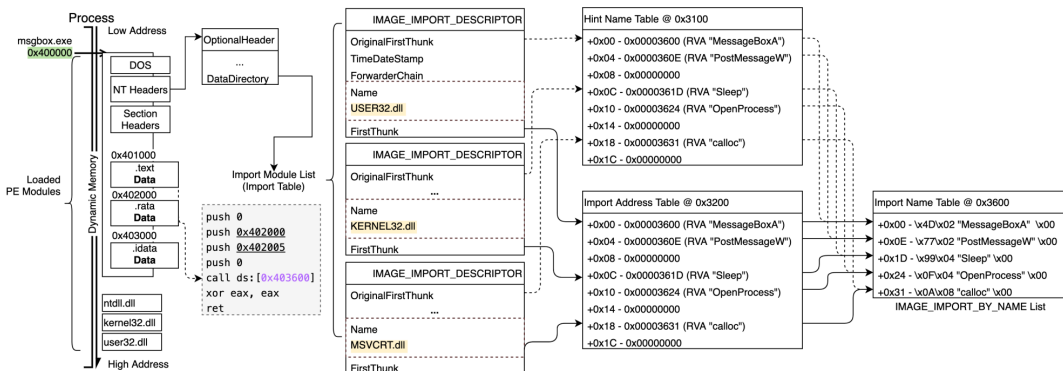 Process
Low Address
msgbox.exe
0x400000
DOS
NT Headers
Section
Headers
0x401000
.text
Data
0x402000
.rata
Data
0x403000
.idata
Data
Dynamic Memory
Loaded
PE Modules
ntdll.dll
kernel32.dll
user32.dll
High Address
OptionalHeader
...
DataDirectory
Import Module List
(Import Table)
push 0
push 0x402000
push 0x402005
push 0
call ds:[0x403600]
xor eax, eax
ret
IMAGE_IMPORT_DESCRIPTOR
OriginalFirstThunk
TimeDateStamp
ForwarderChain
Name
USER32.dll
FirstThunk
IMAGE_IMPORT_DESCRIPTOR
OriginalFirstThunk
...
Name
KERNEL32.dll
FirstThunk
IMAGE_IMPORT_DESCRIPTOR
OriginalFirstThunk
...
Name
MSVCRT.dll
FirstThunk
Hint Name Table @ 0x3100
+0x00 - 0x00003600 (RVA "MessageBoxA")
+0x04 - 0x0000360E (RVA "PostMessageW")
+0x08 - 0x00000000
+0x0C - 0x0000361D (RVA "Sleep")
+0x10 - 0x00003624 (RVA "OpenProcess")
+0x14 - 0x00000000
+0x18 - 0x00003631 (RVA "calloc")
+0x1C - 0x00000000
Import Address Table @ 0x3200
+0x00 - 0x00003600 (RVA "MessageBoxA")
+0x04 - 0x0000360E (RVA "PostMessageW")
+0x08 - 0x00000000
+0x0C - 0x0000361D (RVA "Sleep")
+0x10 - 0x00003624 (RVA "OpenProcess")
+0x14 - 0x00000000
+0x18 - 0x00003631 (RVA "calloc")
+0x1C - 0x00000000
Import Name Table @ 0x3600
+0x00 - \x4D\x02 "MessageBoxA" \x00
+0x0E - \x77\x02 "PostMessageW" \x00
+0x1D - \x99\x04 "Sleep" \x00
+0x24 - \x0F\x04 "OpenProcess" \x00
+0x31 - \x0A\x08 "calloc" \x00
IMAGE_IMPORT_BY_NAME List